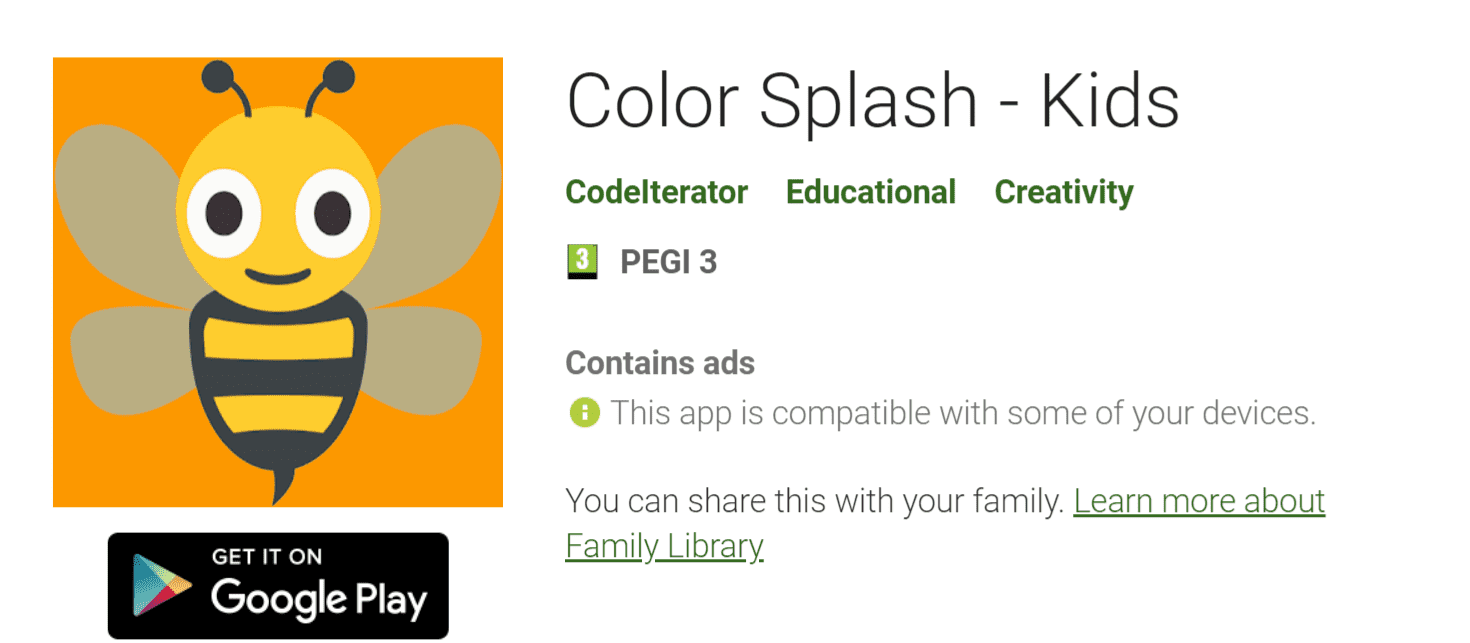 Color Splash - Kids
CodeIterator Educational Creativity
3 PEGI 3
Contains ads
This app is compatible with some of your devices.
You can share this with your family. Learn more about
Family Library
GET IT ON
Google Play